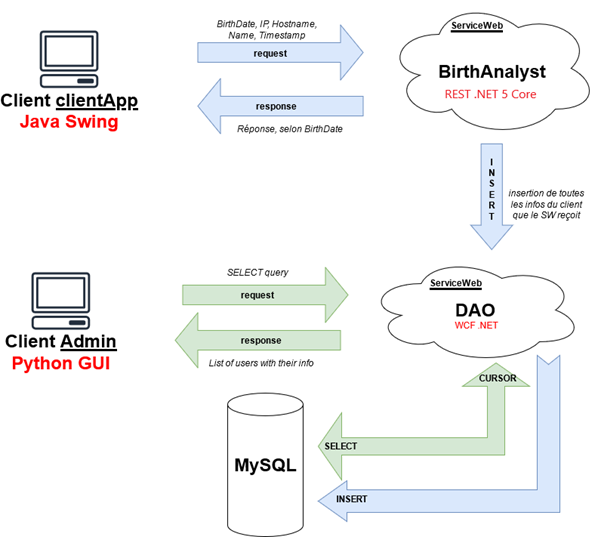 BirthDate, IP, Hostname,
Name, Timestamp
request
ServiceWeb
BirthAnalyst
REST .NET 5 Core
Client clientApp
Java Swing
response
Réponse, selon BirthDate
INSERT
insertion de toutes
les infos du client
que le SW reçoit
SELECT query
request
ServiceWeb
DAO
WCF .NET
Client Admin
Python GUI
response
List of users with their info
CURSOR
SELECT
MySQL
INSERT